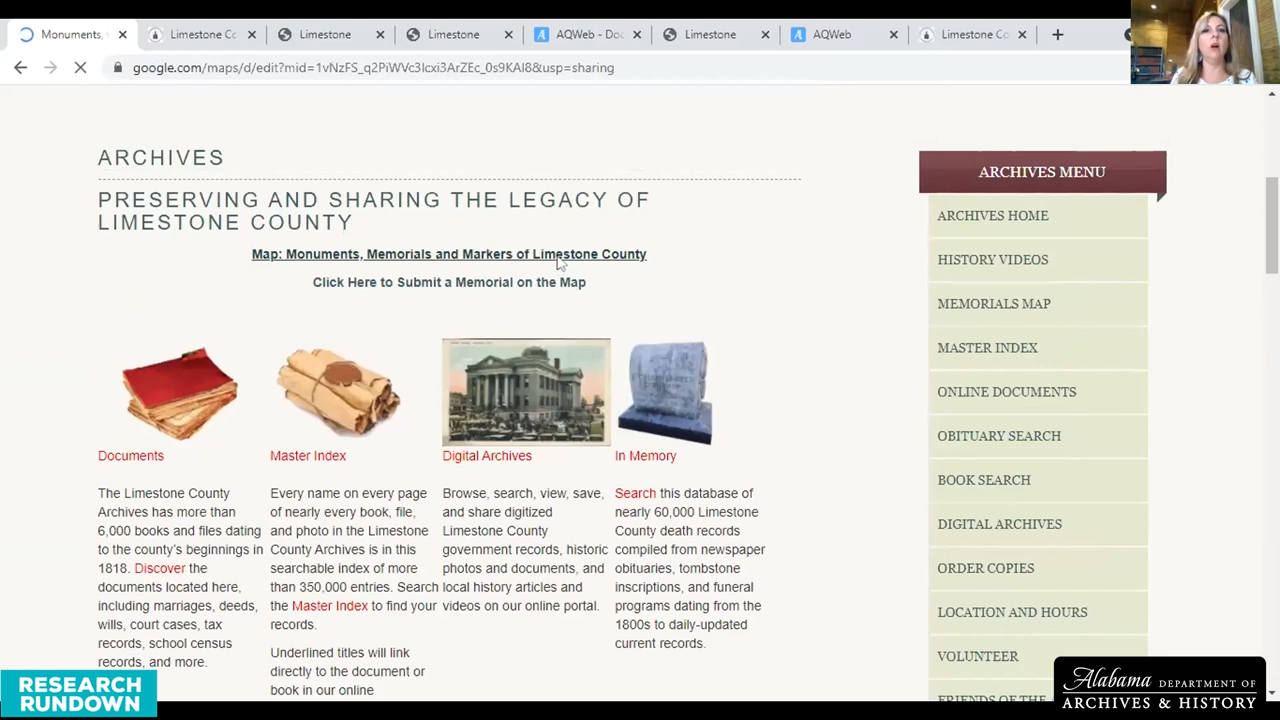 Monuments,
Limestone Co
Limestone
Limestone
AQWeb - Do
Limestone
AQWeb
Limestone Co
google.com/maps/d/edit?mid=1vNzFS_q2PiWVc3Icxi3ArZEc_0s9KAI8&usp=sharing
ARCHIVES
PRESERVING AND SHARING THE LEGACY OF
LIMESTONE COUNTY
Map: Monuments, Memorials and Markers of Limestone County
Click Here to Submit a Memorial on the Map
Documents
The Limestone County
Archives has more than
6,000 books and files dating
to the county's beginnings in
1818. Discover the
documents located here,
including marriages, deeds,
wills, court cases, tax
records, school census
records, and more.
Master Index
Every name on every page
of nearly every book, file,
and photo in the Limestone
County Archives is in this
searchable index of more
than 350,000 entries. Search
the Master Index to find your
records.
Underlined titles will link
directly to the document or
book in our online
Digital Archives
Browse, search, view, save,
and share digitized
Limestone County
government records, historic
photos and documents, and
local history articles and
videos on our online portal.
In Memory
Search this database of
nearly 60,000 Limestone
County death records
compiled from newspaper
obituaries, tombstone
inscriptions, and funeral
programs dating from the
1800s to daily-updated
current records.
ARCHIVES MENU
ARCHIVES HOME
HISTORY VIDEOS
MEMORIALS MAP
MASTER INDEX
ONLINE DOCUMENTS
OBITUARY SEARCH
BOOK SEARCH
DIGITAL ARCHIVES
ORDER COPIES
LOCATION AND HOURS
VOLUNTEER
FRIENDS OF THE
RESEARCH
RUNDOWN
Alabama DEPARTMENT OF
ARCHIVES & HISTORY